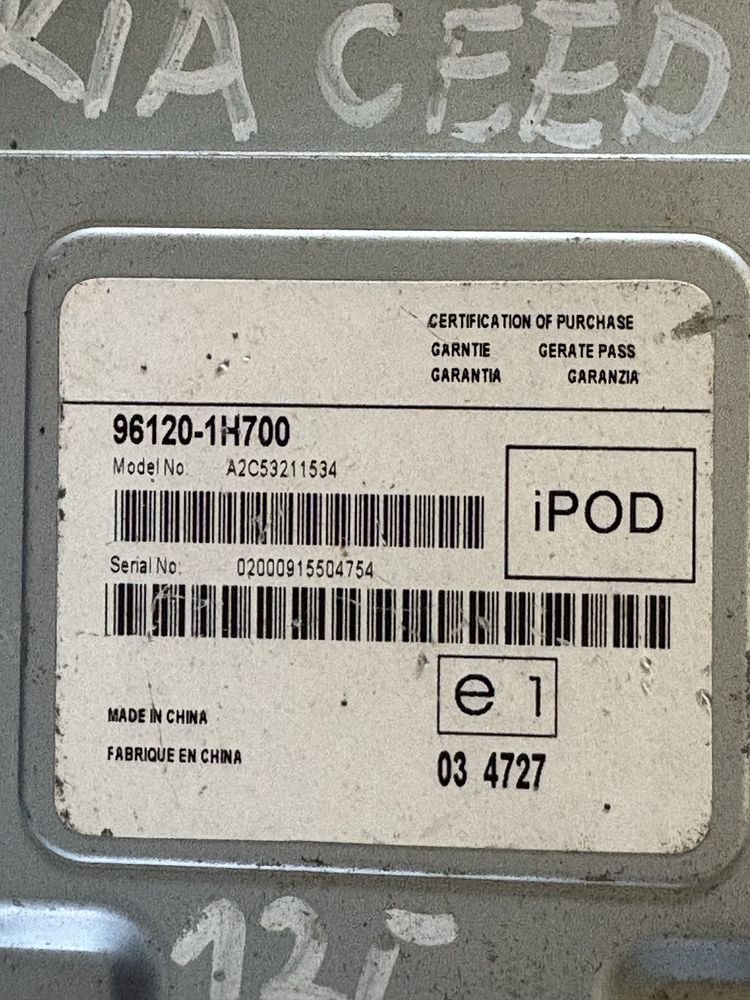 KIA CEED
CERTIFICATION OF PURCHASE
GARNTIE GERATE PASS
GARANTIA GARANZIA
96120-1H700
Model No A2C53211534
iPOD
Serial No: 02000915504754
e 1
MADE IN CHINA
FABRIQUE EN CHINA
03 4727